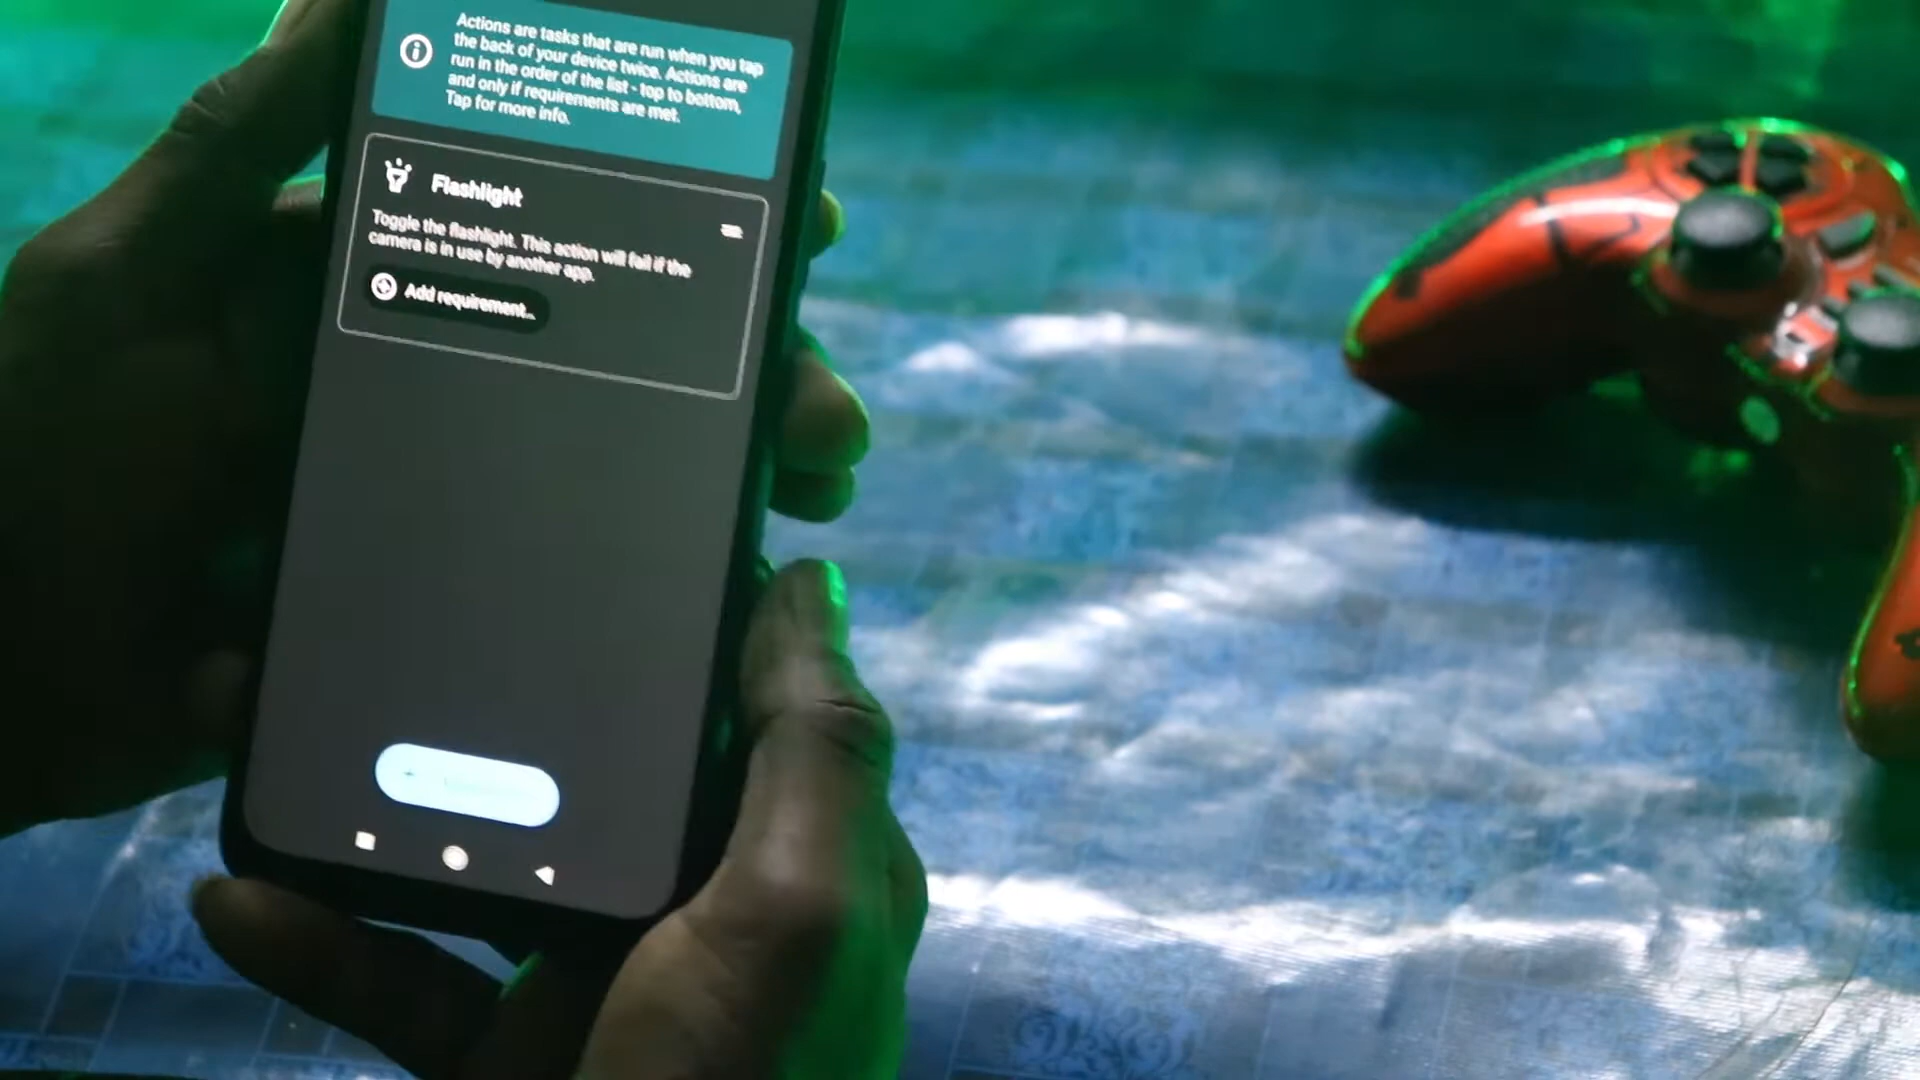 Actions are tasks that are run when you tap
the back of your device twice. Actions are
run in the order of the list - top to bottom,
and only if requirements are met.
Tap for more info.
Flashlight
Toggle the flashlight. This action will fail if the
camera is in use by another app.
Add requirement...